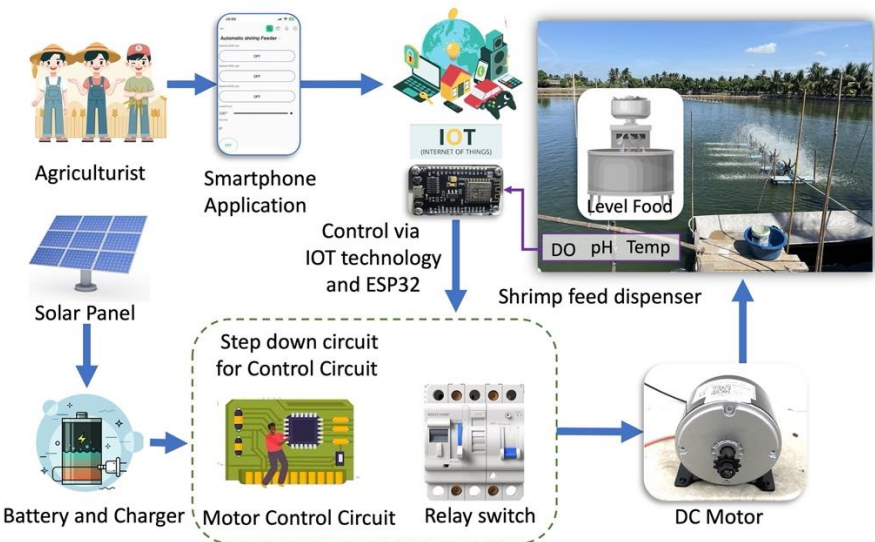 Automatic shrimp Feeder
OFF
OFF
OFF
OFF
IOT
(INTERNET OF THINGS)
Level Food
DO pH Temp
Agriculturist
Smartphone
Application
Control via
IOT technology
and ESP32
Shrimp feed dispenser
Solar Panel
Step down circuit
for Control Circuit
Battery and Charger
Motor Control Circuit
Relay switch
DC Motor